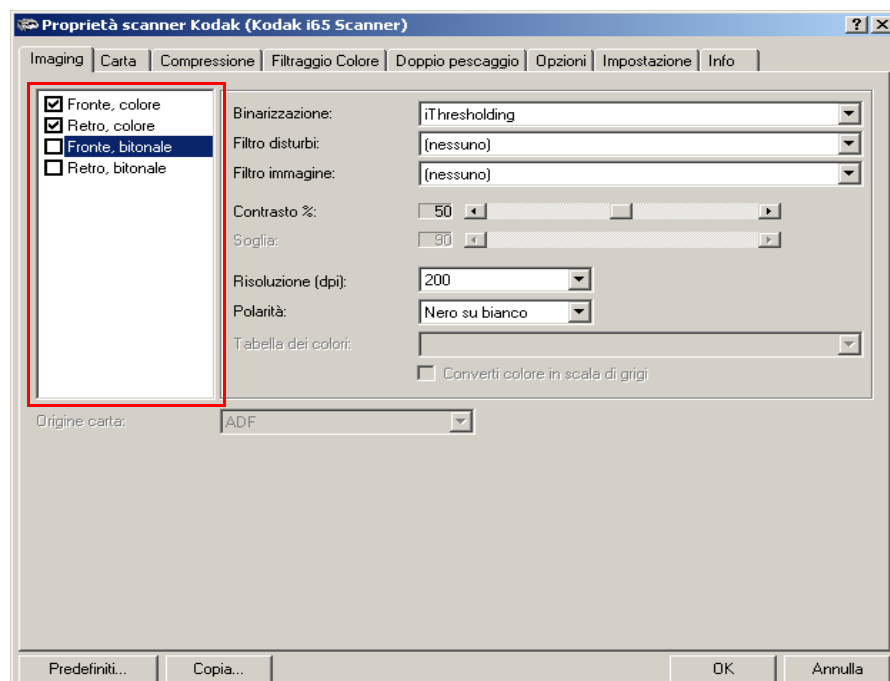 Proprietà scanner Kodak (Kodak i65 Scanner)
Imaging Carta Compressione Filtraggio Colore Doppio pescaggio Opzioni Impostazione Info
Fronte, colore
Retro, colore
Fronte, bitonale
Retro, bitonale
Binarizzazione: iThresholding
Filtro disturbi: (nessuno)
Filtro immagine: (nessuno)
Contrasto %: 50
Soglia: 90
Risoluzione (dpi): 200
Polarità: Nero su bianco
Tabella dei colori:
Converti colore in scala di grigi
Origine carta: ADF
Predefiniti... Copia... OK Annulla